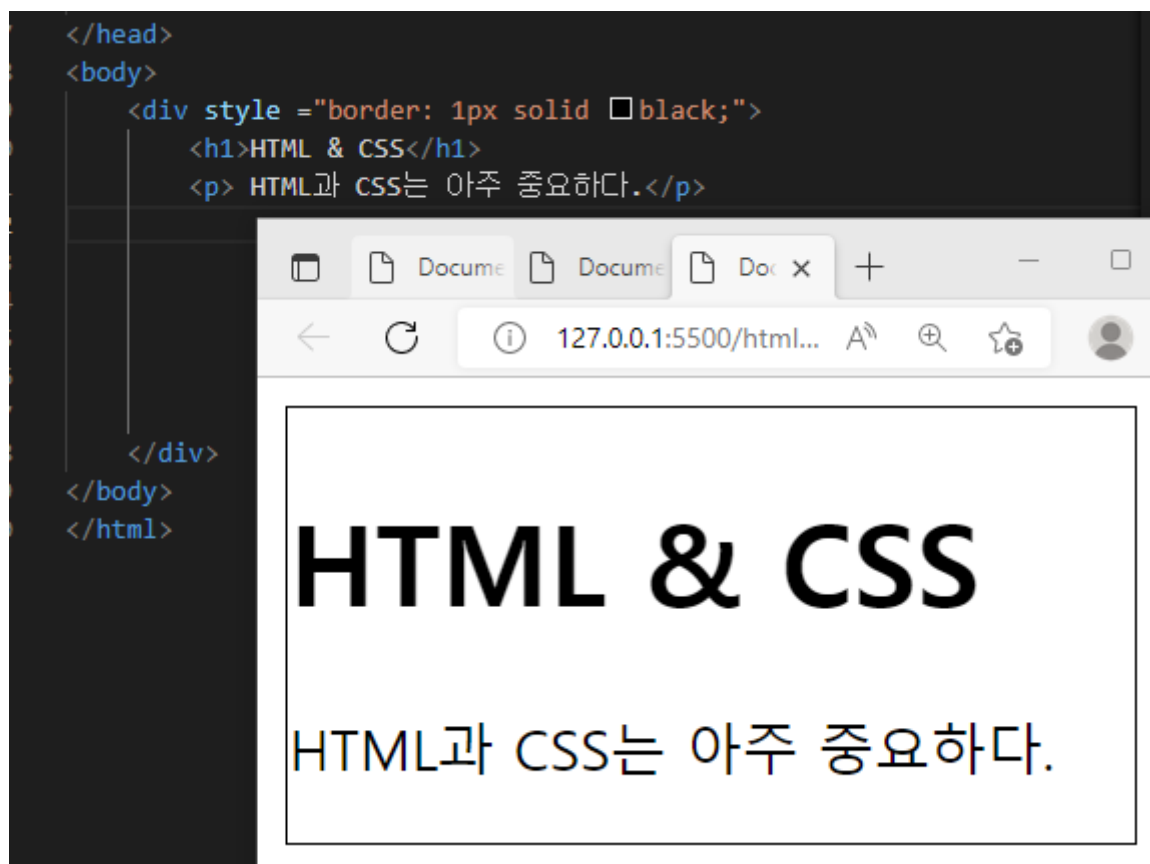 </head>
<body>
<div style ="border: 1px solid black;">
<h1>HTML & CSS</h1>
<p> HTML과 CSS는 아주 중요하다.</p>
</div>
</body>
</html>
Docume Docume Doc
127.0.0.1:5500/html...
HTML & CSS
HTML과 CSS는 아주 중요하다.